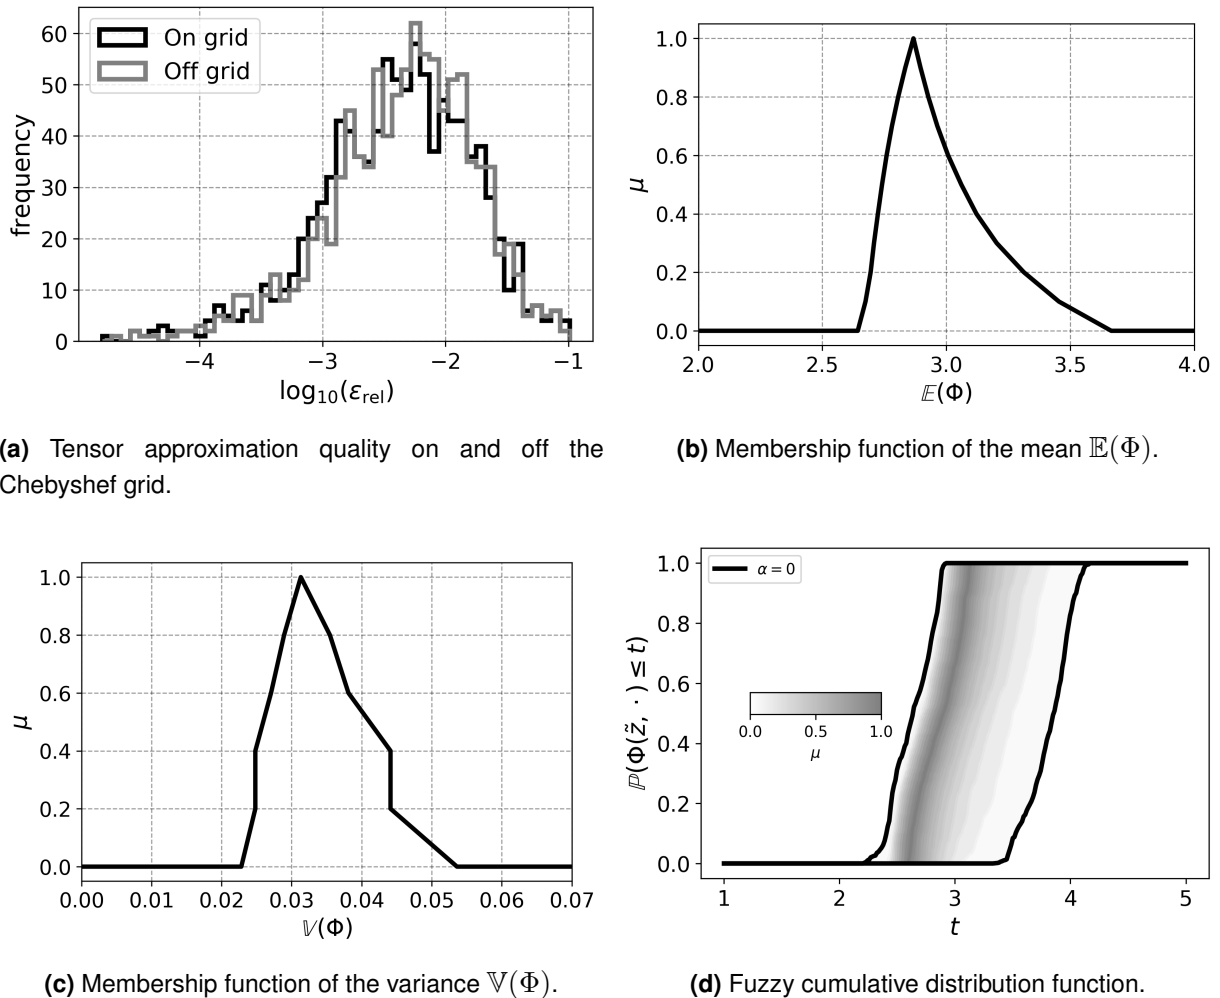 60
50
40
30
20
10
0
frequency
On grid
Off grid
−4 −3 −2 −1
log₁₀(εrel)
(a) Tensor approximation quality on and off the
Chebyshef grid.
1.0
0.8
0.6
0.4
0.2
0.0
μ
2.0 2.5 3.0 3.5 4.0
𝔼(Φ)
(b) Membership function of the mean 𝔼(Φ).
1.0
0.8
0.6
0.4
0.2
0.0
μ
0.00 0.01 0.02 0.03 0.04 0.05 0.06 0.07
𝕍(Φ)
(c) Membership function of the variance 𝕍(Φ).
1.0
0.8
0.6
0.4
0.2
0.0
ℙ(Φ(z̃, ·) ≤ t)
α = 0
0.0 0.5 1.0
μ
1 2 3 4 5
t
(d) Fuzzy cumulative distribution function.